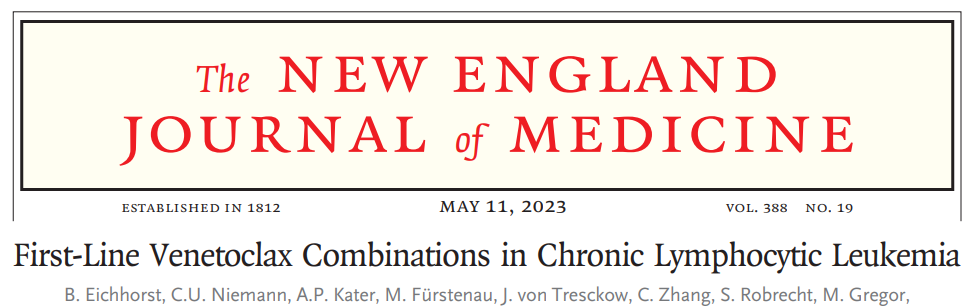 The NEW ENGLAND
JOURNAL of MEDICINE
ESTABLISHED IN 1812 MAY 11, 2023 VOL. 388 NO. 19
First-Line Venetoclax Combinations in Chronic Lymphocytic Leukemia
B. Eichhorst, C.U. Niemann, A.P. Kater, M. Fürstenau, J. von Tresckow, C. Zhang, S. Robrecht, M. Gregor,